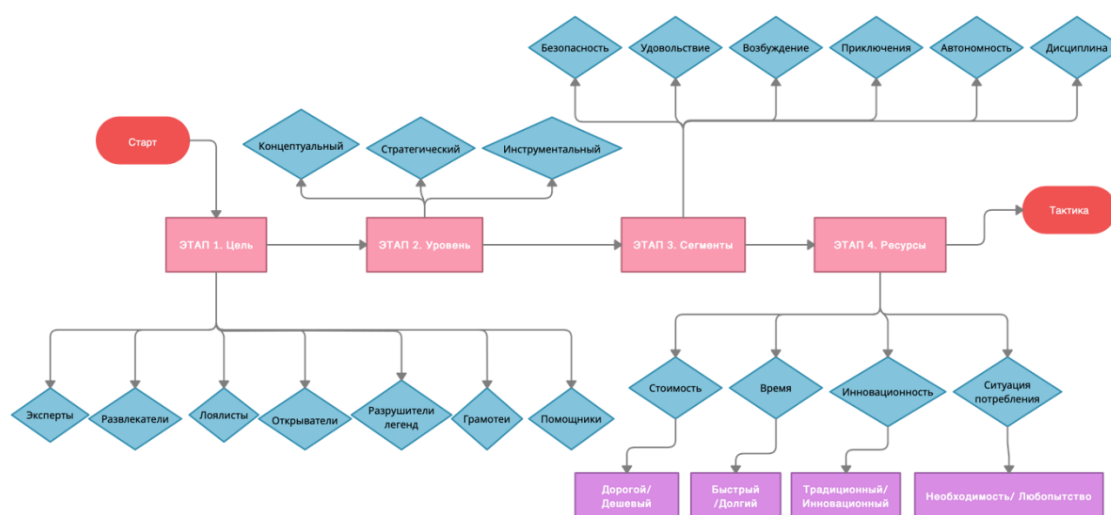 Безопасность
Удовольствие
Возбуждение
Приключения
Автономность
Дисциплина
Старт
Концептуальный
Стратегический
Инструментальный
Тактика
ЭТАП 1. Цель
ЭТАП 2. Уровень
ЭТАП 3. Сегменты
ЭТАП 4. Ресурсы
Эксперты
Развлекатели
Лоялисты
Открыватели
Разрушители
легенд
Грамотеи
Помощники
Стоимость
Время
Инновационность
Ситуация
потребления
Дорогой/
Дешевый
Быстрый
/Долгий
Традиционный/
Инновационный
Необходимость/ Любопытство